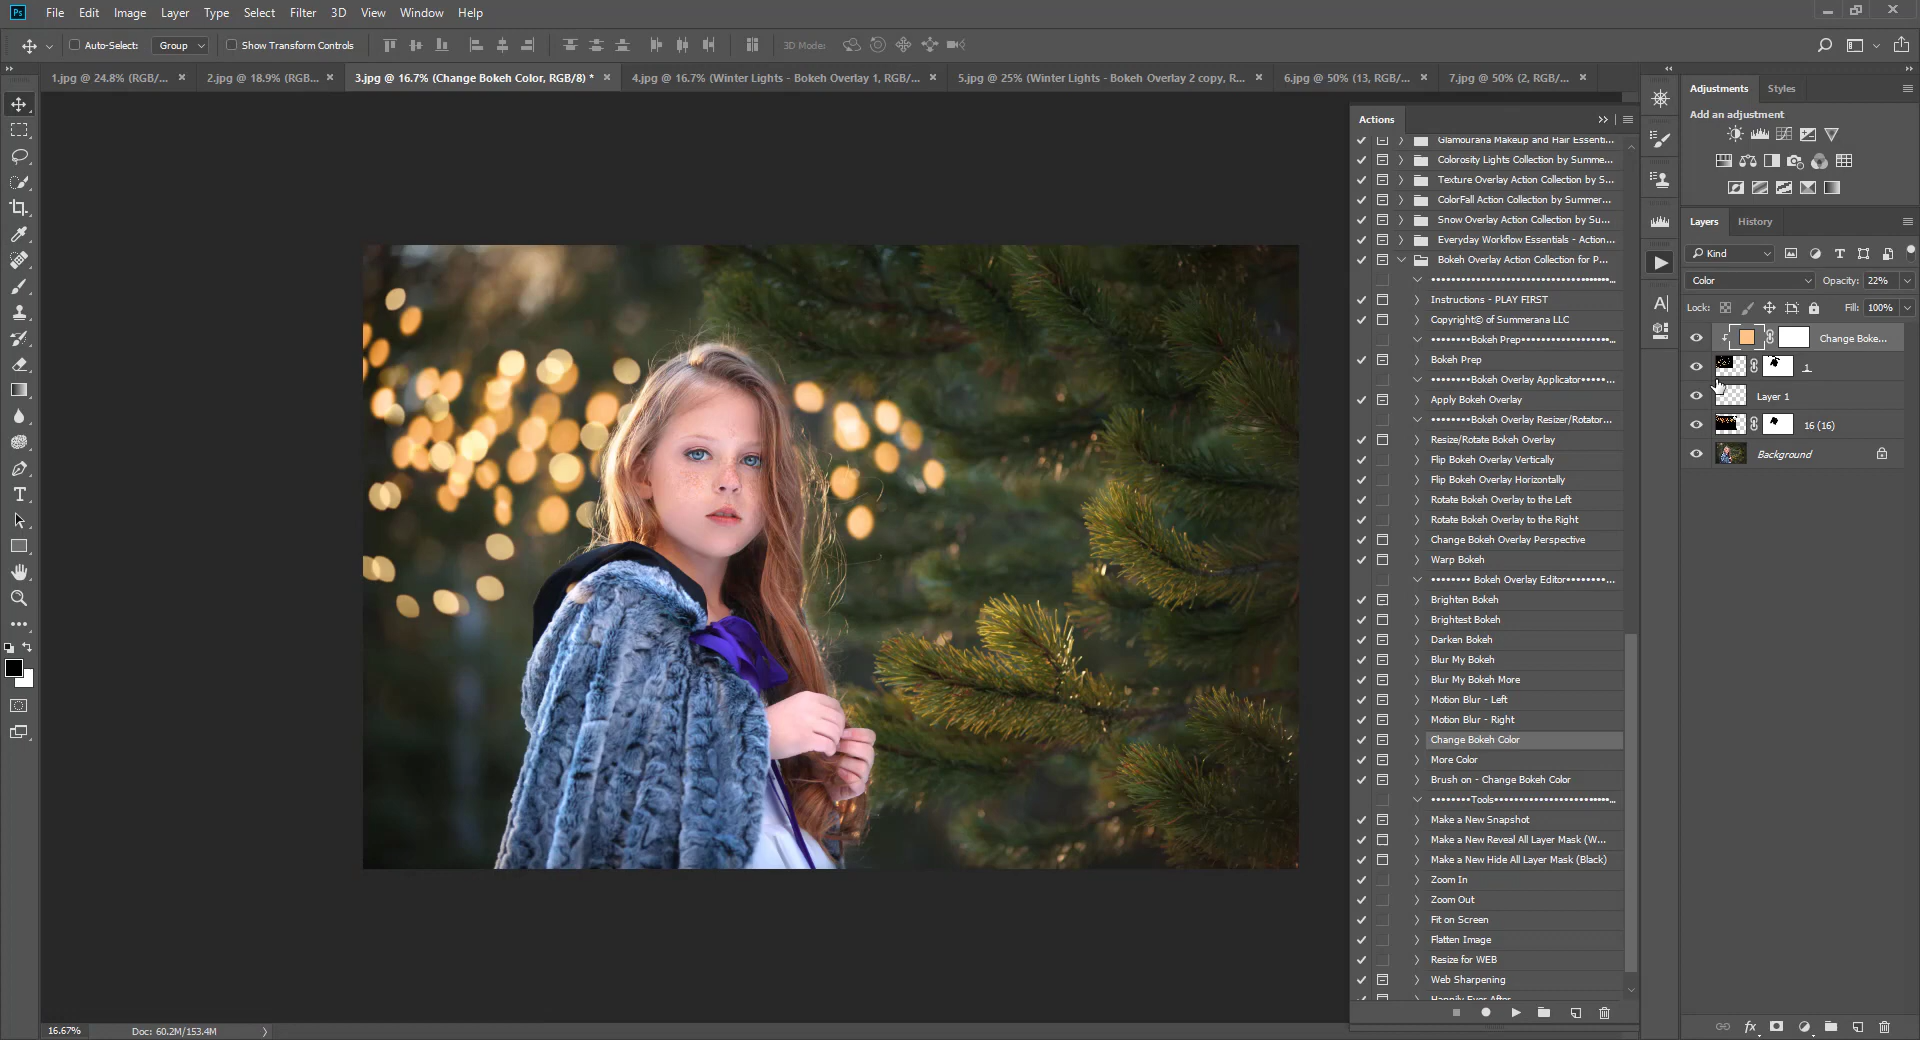 Ps File Edit Image Layer Type Select Filter 3D View Window Help
Auto-Select: Group Show Transform Controls 3D Mode:
1.jpg @ 24.8% (RGB/... × 2.jpg @ 18.9% (RGB... × 3.jpg @ 16.7% (Change Bokeh Color, RGB/8) * × 4.jpg @ 16.7% (Winter Lights - Bokeh Overlay 1, RGB/... × 5.jpg @ 25% (Winter Lights - Bokeh Overlay 2 copy, R... × 6.jpg @ 50% (13, RGB/... × 7.jpg @ 50% (2, RGB/... ×
Actions
Glamourana Makeup and Hair Essenti...
Colorosity Lights Collection by Summe...
Texture Overlay Action Collection by S...
ColorFall Action Collection by Summer...
Snow Overlay Action Collection by Su...
Everyday Workflow Essentials - Action...
Bokeh Overlay Action Collection for P...
Instructions - PLAY FIRST
Copyright© of Summerana LLC
••••••••Bokeh Prep••••••••••••••••••...
Bokeh Prep
••••••••Bokeh Overlay Applicator•••••...
Apply Bokeh Overlay
••••••••Bokeh Overlay Resizer/Rotator...
Resize/Rotate Bokeh Overlay
Flip Bokeh Overlay Vertically
Flip Bokeh Overlay Horizontally
Rotate Bokeh Overlay to the Left
Rotate Bokeh Overlay to the Right
Change Bokeh Overlay Perspective
Warp Bokeh
•••••••• Bokeh Overlay Editor••••••••...
Brighten Bokeh
Brightest Bokeh
Darken Bokeh
Blur My Bokeh
Blur My Bokeh More
Motion Blur - Left
Motion Blur - Right
Change Bokeh Color
More Color
Brush on - Change Bokeh Color
••••••••Tools••••••••••••••••••••••••...
Make a New Snapshot
Make a New Reveal All Layer Mask (W...
Make a New Hide All Layer Mask (Black)
Zoom In
Zoom Out
Fit on Screen
Flatten Image
Resize for WEB
Web Sharpening
Happily Ever After
Adjustments Styles
Add an adjustment
Layers History
Kind
Color Opacity: 22%
Lock: Fill: 100%
Change Boke...
1
Layer 1
16 (16)
Background
16.67% Doc: 60.2M/153.4M